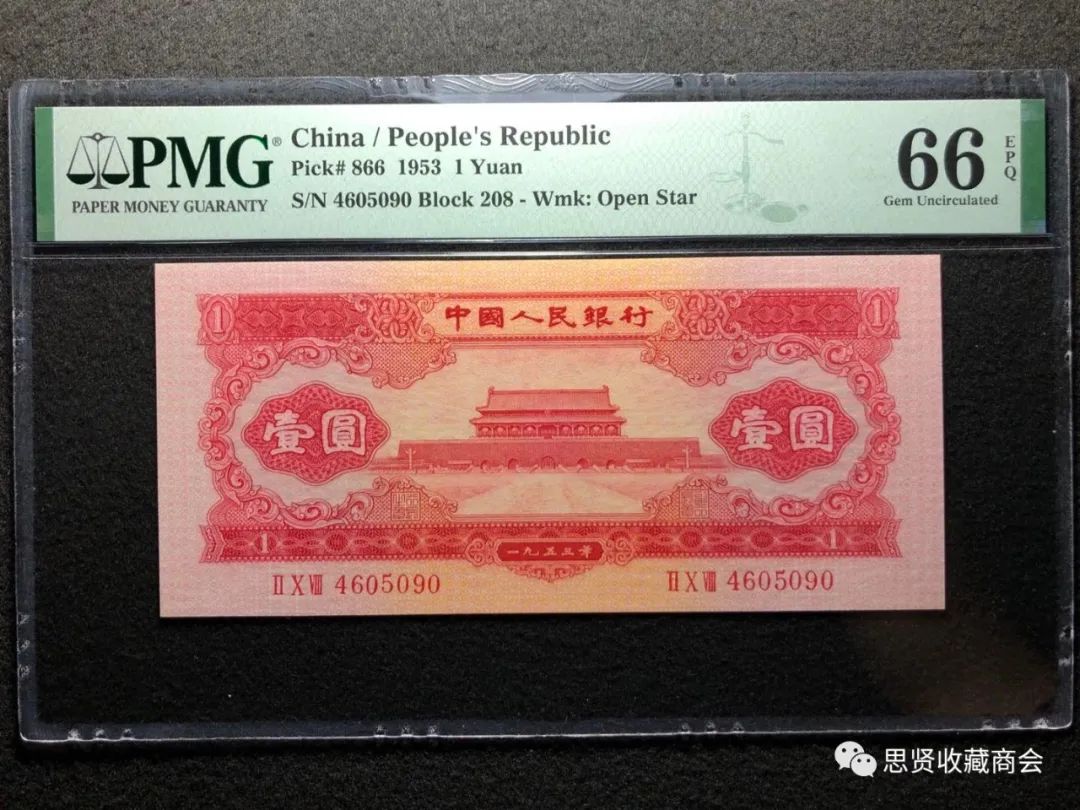 PMG®
PAPER MONEY GUARANTY
China / People's Republic
Pick# 866 1953 1 Yuan
S/N 4605090 Block 208 - Wmk: Open Star
66
EPQ
Gem Uncirculated
1
中國人民銀行
1
壹圓
壹圓
1
一九五三年
1
II X VIII 4605090
II X VIII 4605090
思贤收藏商会